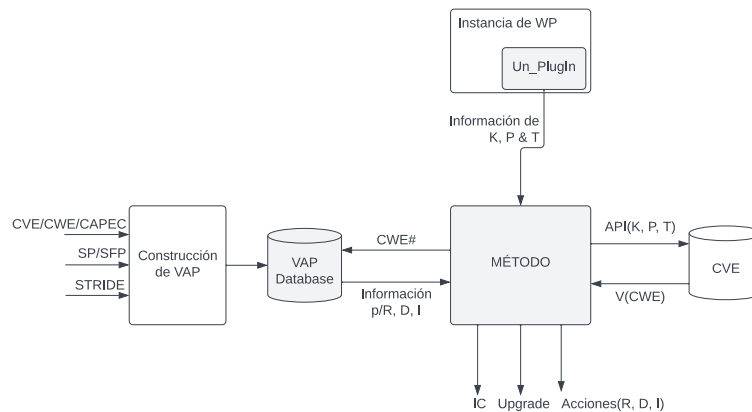 Instancia de WP
Un_PlugIn
Información de
K, P & T
CVE/CWE/CAPEC
SP/SFP
STRIDE
Construcción
de VAP
VAP
Database
CWE#
Información
p/R, D, I
MÉTODO
API(K, P, T)
V(CWE)
CVE
IC
Upgrade
Acciones(R, D, I)